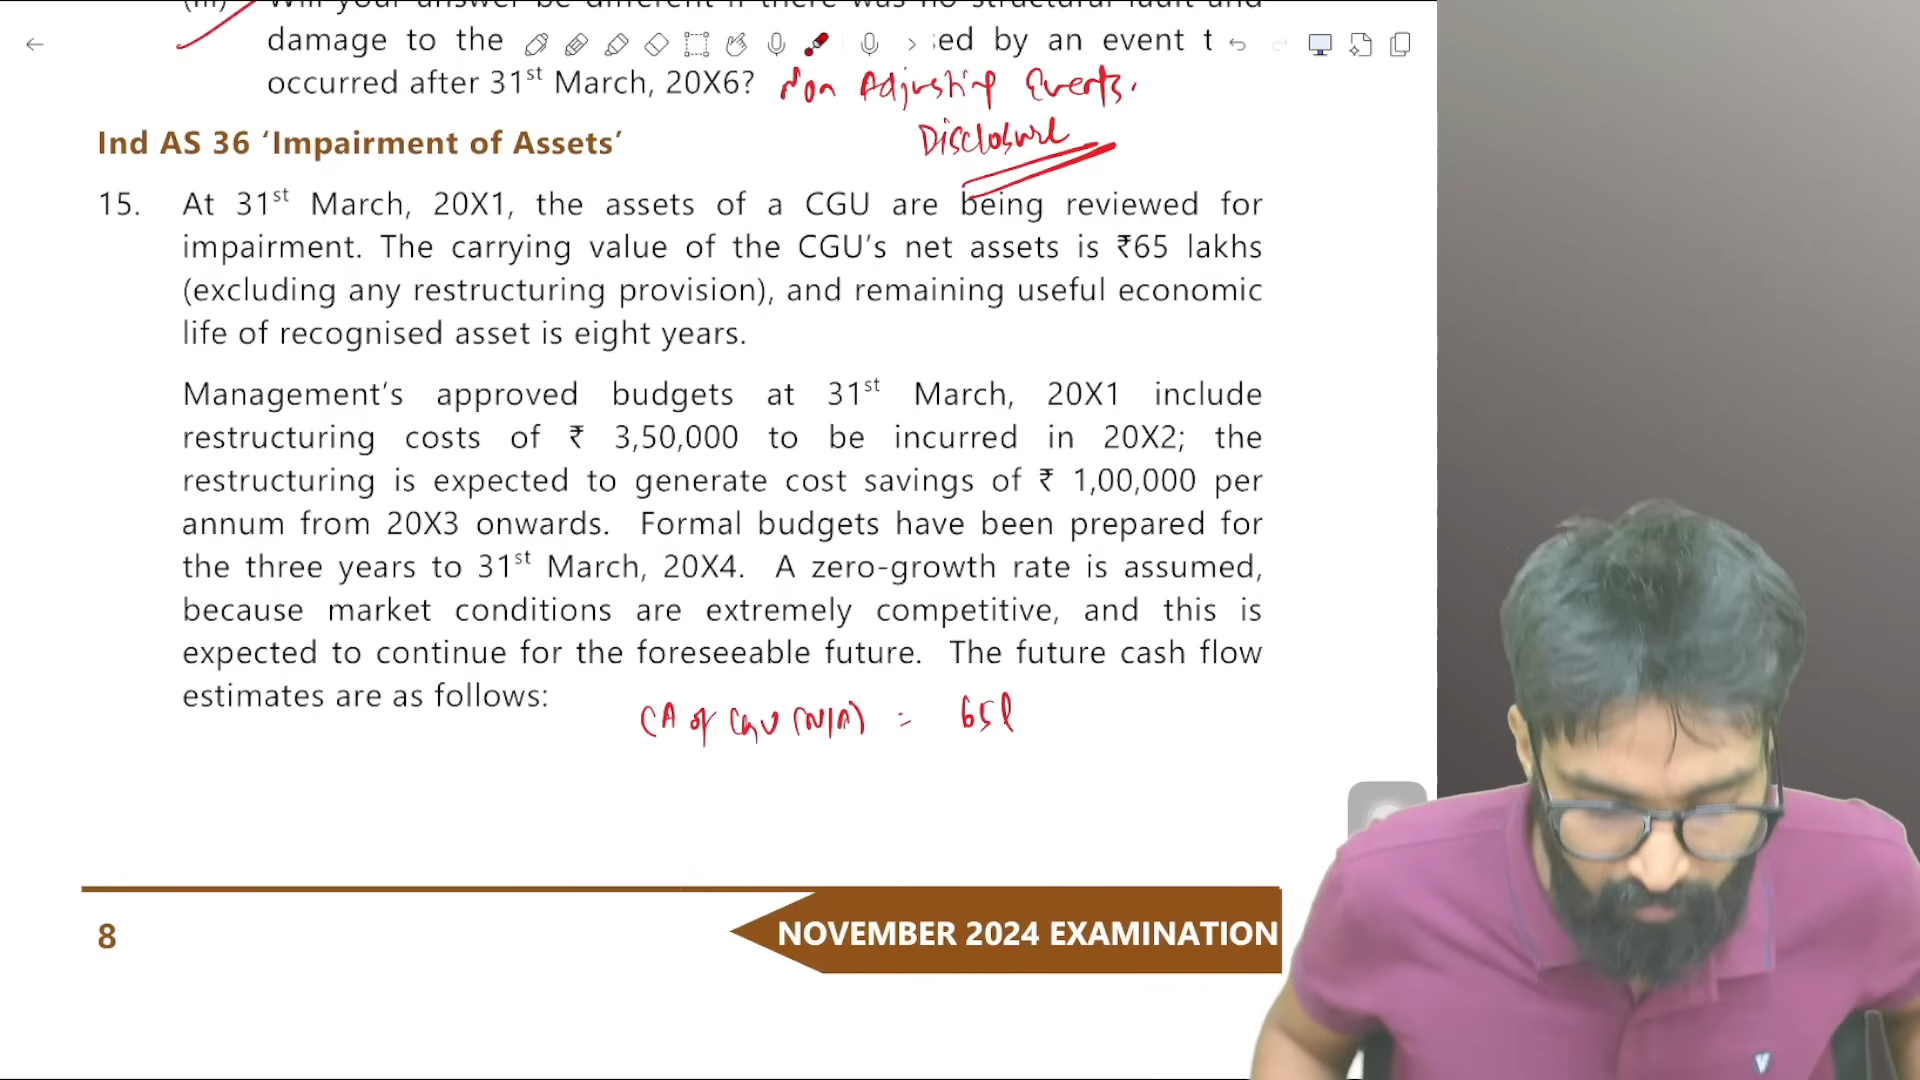 damage to the ed by an event t
occurred after 31st March, 20X6? Non Adjusting Events.
Disclosure
Ind AS 36 ‘Impairment of Assets’
15. At 31st March, 20X1, the assets of a CGU are being reviewed for
impairment. The carrying value of the CGU’s net assets is ₹65 lakhs
(excluding any restructuring provision), and remaining useful economic
life of recognised asset is eight years.
Management’s approved budgets at 31st March, 20X1 include
restructuring costs of ₹ 3,50,000 to be incurred in 20X2; the
restructuring is expected to generate cost savings of ₹ 1,00,000 per
annum from 20X3 onwards. Formal budgets have been prepared for
the three years to 31st March, 20X4. A zero-growth rate is assumed,
because market conditions are extremely competitive, and this is
expected to continue for the foreseeable future. The future cash flow
estimates are as follows:
CA of CGU (N/A) = 65l
8 NOVEMBER 2024 EXAMINATION